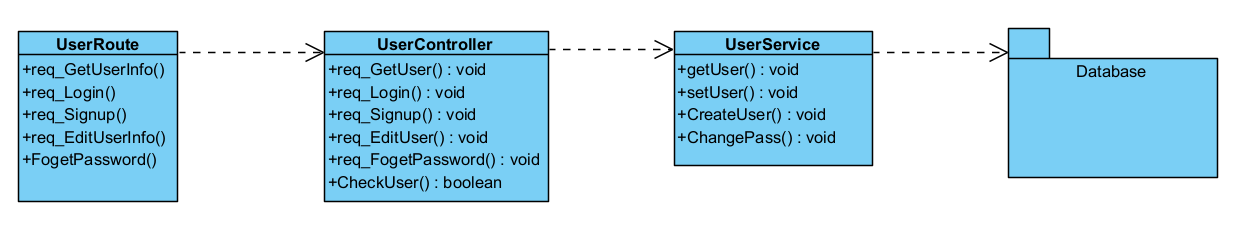 UserRoute
+req_GetUserInfo()
+req_Login()
+req_Signup()
+req_EditUserInfo()
+FogetPassword()
UserController
+req_GetUser() : void
+req_Login() : void
+req_Signup() : void
+req_EditUser() : void
+req_FogetPassword() : void
+CheckUser() : boolean
UserService
+getUser() : void
+setUser() : void
+CreateUser() : void
+ChangePass() : void
Database